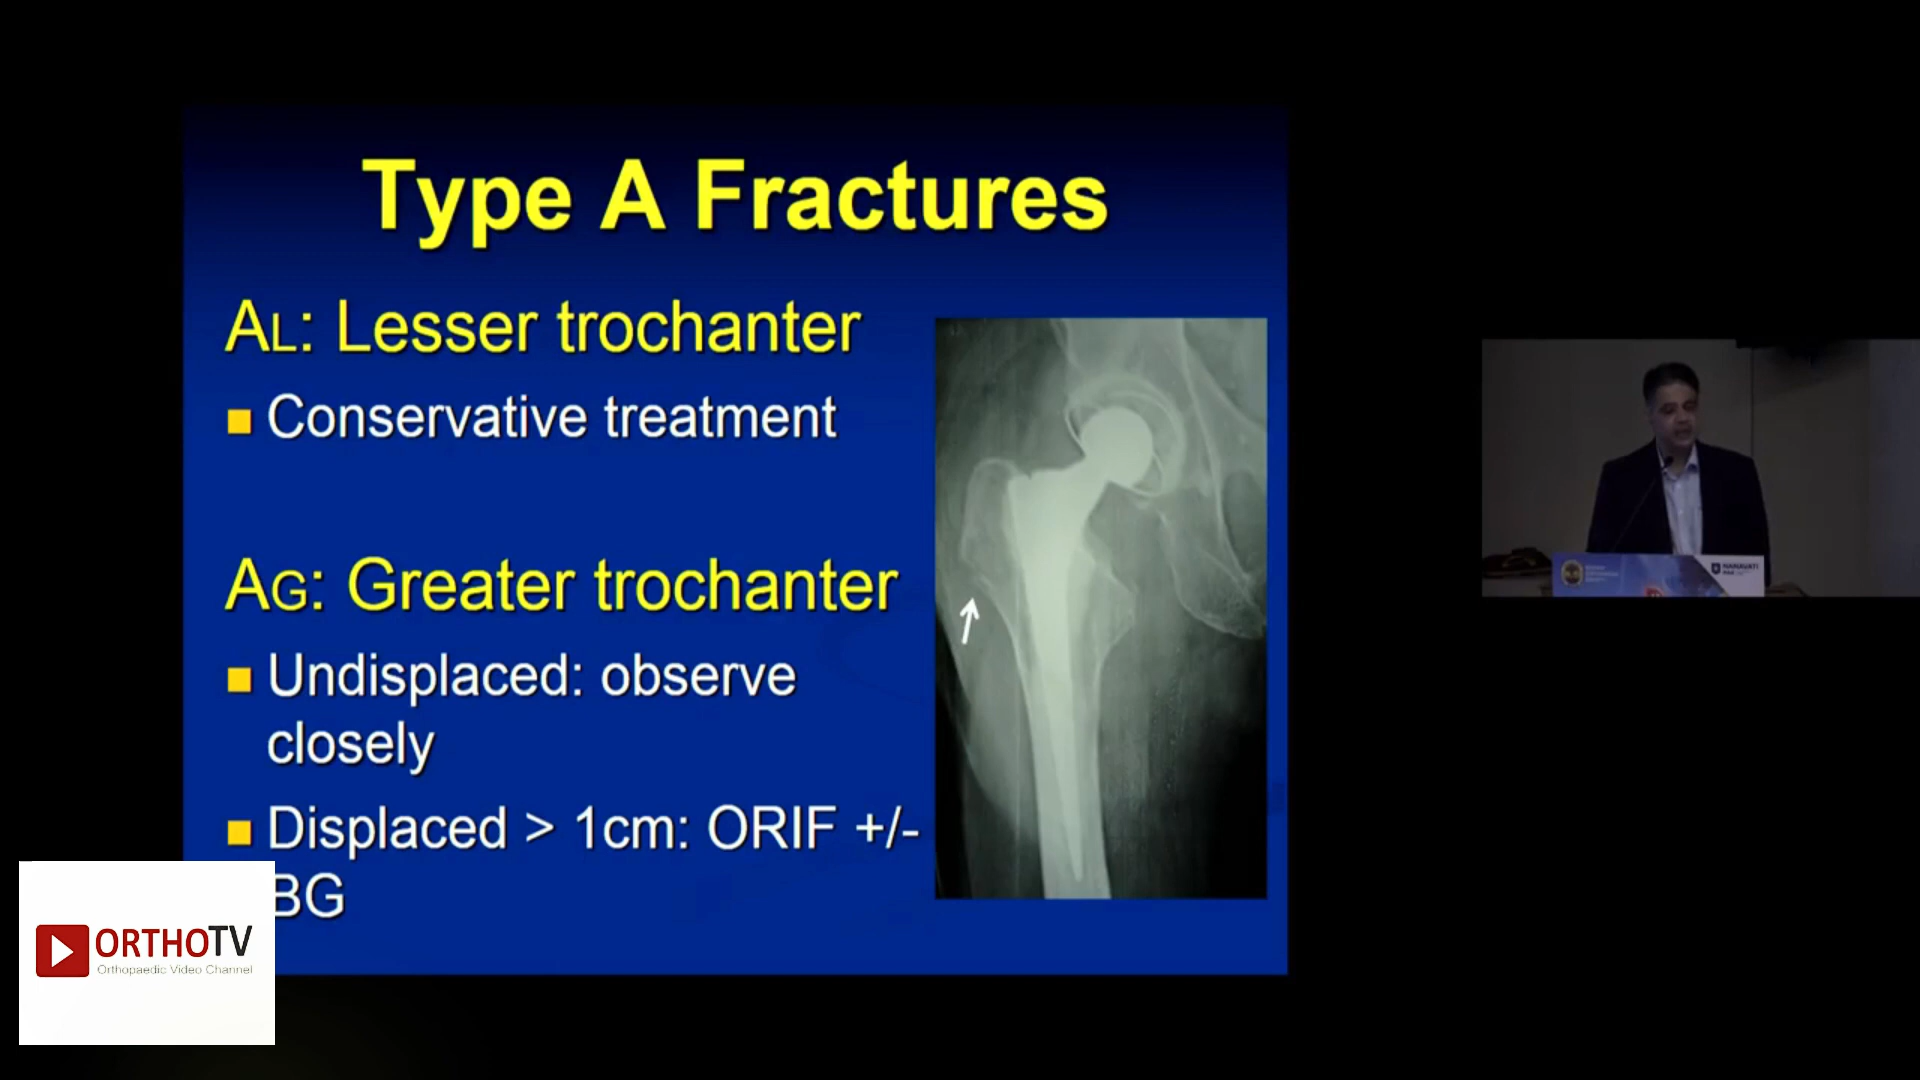 Type A Fractures
AL: Lesser trochanter
Conservative treatment
AG: Greater trochanter
Undisplaced: observe
closely
Displaced > 1cm: ORIF +/-
BG
ORTHOTV
Orthopaedic Video Channel
NANAVATI